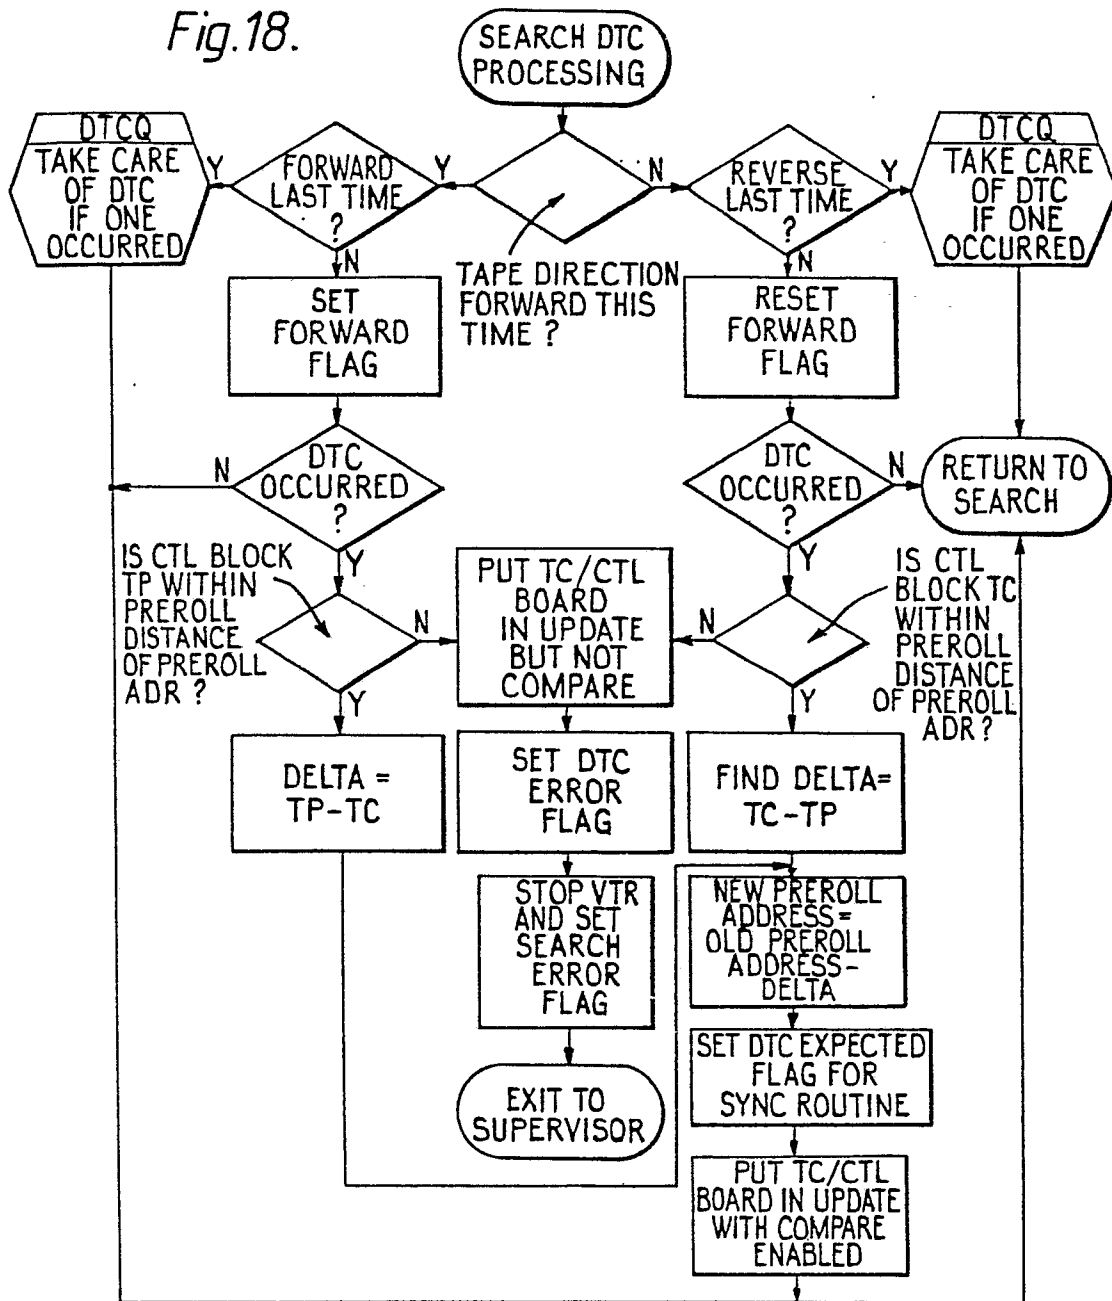 Fig.18.
SEARCH DTC
PROCESSING
DTCQ
TAKE CARE
OF DTC
IF ONE
OCCURRED
Y
FORWARD
LAST TIME
?
Y
N
REVERSE
LAST TIME
?
Y
DTCQ
TAKE CARE
OF DTC
IF ONE
OCCURRED
N
TAPE DIRECTION
FORWARD THIS
TIME ?
N
SET
FORWARD
FLAG
RESET
FORWARD
FLAG
N
DTC
OCCURRED
?
Y
DTC
OCCURRED
?
N
Y
RETURN TO
SEARCH
IS CTL BLOCK
TP WITHIN
PREROLL
DISTANCE
OF PREROLL
ADR ?
N
Y
PUT TC/CTL
BOARD
IN UPDATE
BUT NOT
COMPARE
N
Y
IS CTL
BLOCK TC
WITHIN
PREROLL
DISTANCE
OF PREROLL
ADR ?
DELTA =
TP-TC
SET DTC
ERROR
FLAG
FIND DELTA=
TC-TP
STOP VTR
AND SET
SEARCH
ERROR
FLAG
NEW PREROLL
ADDRESS=
OLD PREROLL
ADDRESS-
DELTA
EXIT TO
SUPERVISOR
SET DTC EXPECTED
FLAG FOR
SYNC ROUTINE
PUT TC/CTL
BOARD IN UPDATE
WITH COMPARE
ENABLED